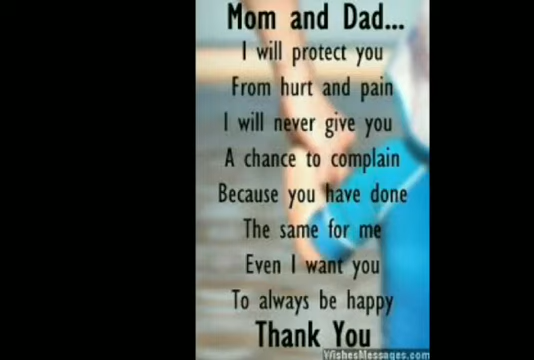 Mom and Dad...
I will protect you
From hurt and pain
I will never give you
A chance to complain
Because you have done
The same for me
Even I want you
To always be happy
Thank You
WishesMessages.com